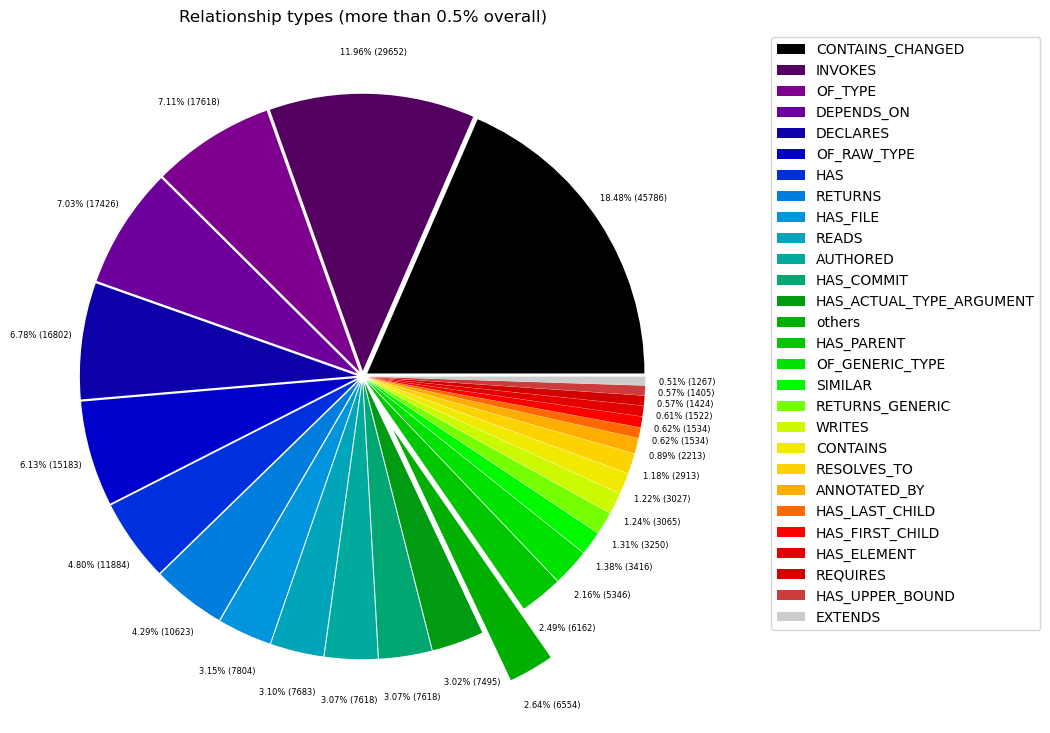 Relationship types (more than 0.5% overall)
11.96% (29652)
7.11% (17618)
18.48% (45786)
7.03% (17426)
6.78% (16802)
6.13% (15183)
4.80% (11884)
4.29% (10623)
3.15% (7804)
3.10% (7683)
3.07% (7618)
3.07% (7618)
3.02% (7495)
2.64% (6554)
2.49% (6162)
2.16% (5346)
1.38% (3416)
1.31% (3250)
1.24% (3065)
1.22% (3027)
1.18% (2913)
0.89% (2213)
0.62% (1534)
0.62% (1534)
0.61% (1522)
0.57% (1424)
0.57% (1405)
0.51% (1267)
CONTAINS_CHANGED
INVOKES
OF_TYPE
DEPENDS_ON
DECLARES
OF_RAW_TYPE
HAS
RETURNS
HAS_FILE
READS
AUTHORED
HAS_COMMIT
HAS_ACTUAL_TYPE_ARGUMENT
others
HAS_PARENT
OF_GENERIC_TYPE
SIMILAR
RETURNS_GENERIC
WRITES
CONTAINS
RESOLVES_TO
ANNOTATED_BY
HAS_LAST_CHILD
HAS_FIRST_CHILD
HAS_ELEMENT
REQUIRES
HAS_UPPER_BOUND
EXTENDS